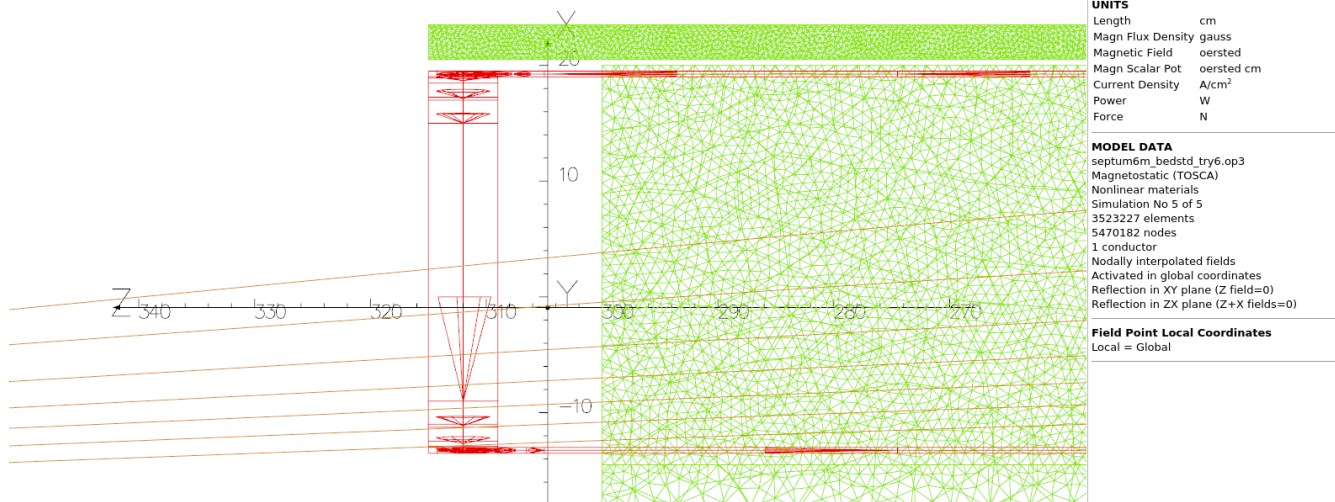 X
20
10
Z
340
330
320
310
Y
300
290
280
270
-10
UNITS
Length cm
Magn Flux Density gauss
Magnetic Field oersted
Magn Scalar Pot oersted cm
Current Density A/cm²
Power W
Force N
MODEL DATA
septum6m_bedstd_try6.op3
Magnetostatic (TOSCA)
Nonlinear materials
Simulation No 5 of 5
3523227 elements
5470182 nodes
1 conductor
Nodally interpolated fields
Activated in global coordinates
Reflection in XY plane (Z field=0)
Reflection in ZX plane (Z+X fields=0)
Field Point Local Coordinates
Local = Global